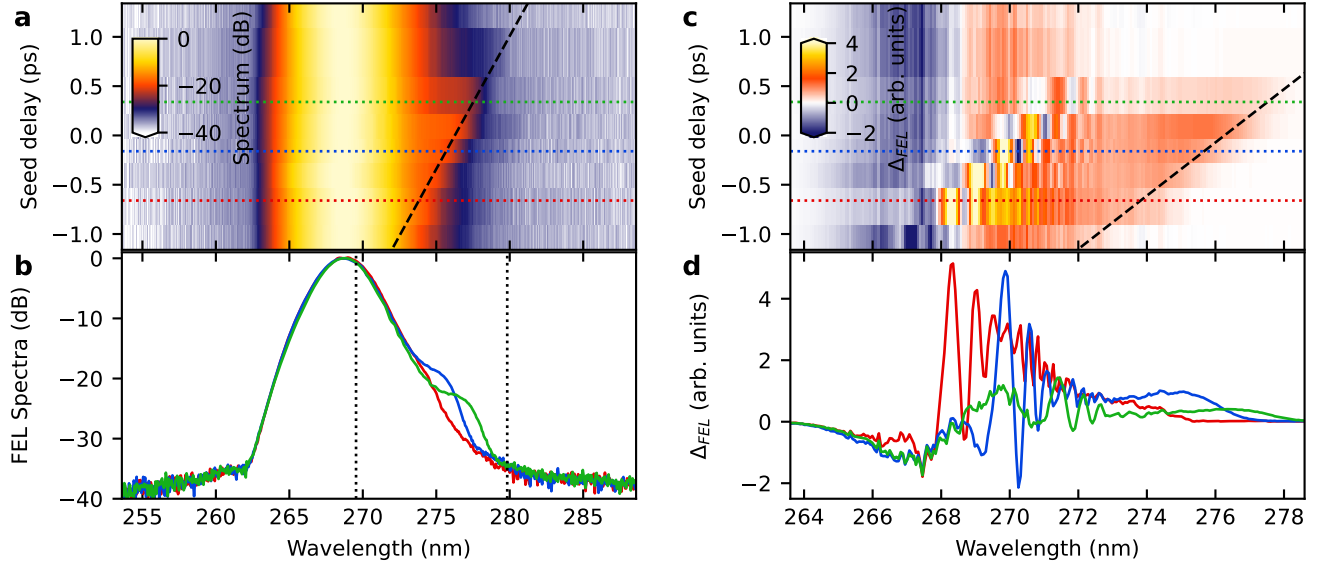 a
1.0
0.5
0.0
−0.5
−1.0
Seed delay (ps)
0
−20
−40
Spectrum (dB)
c
1.0
0.5
0.0
−0.5
−1.0
Seed delay (ps)
4
2
0
−2
Δ_FEL (arb. units)
b
0
−10
−20
−30
−40
FEL Spectra (dB)
255 260 265 270 275 280 285
Wavelength (nm)
d
4
2
0
−2
Δ_FEL (arb. units)
264 266 268 270 272 274 276 278
Wavelength (nm)